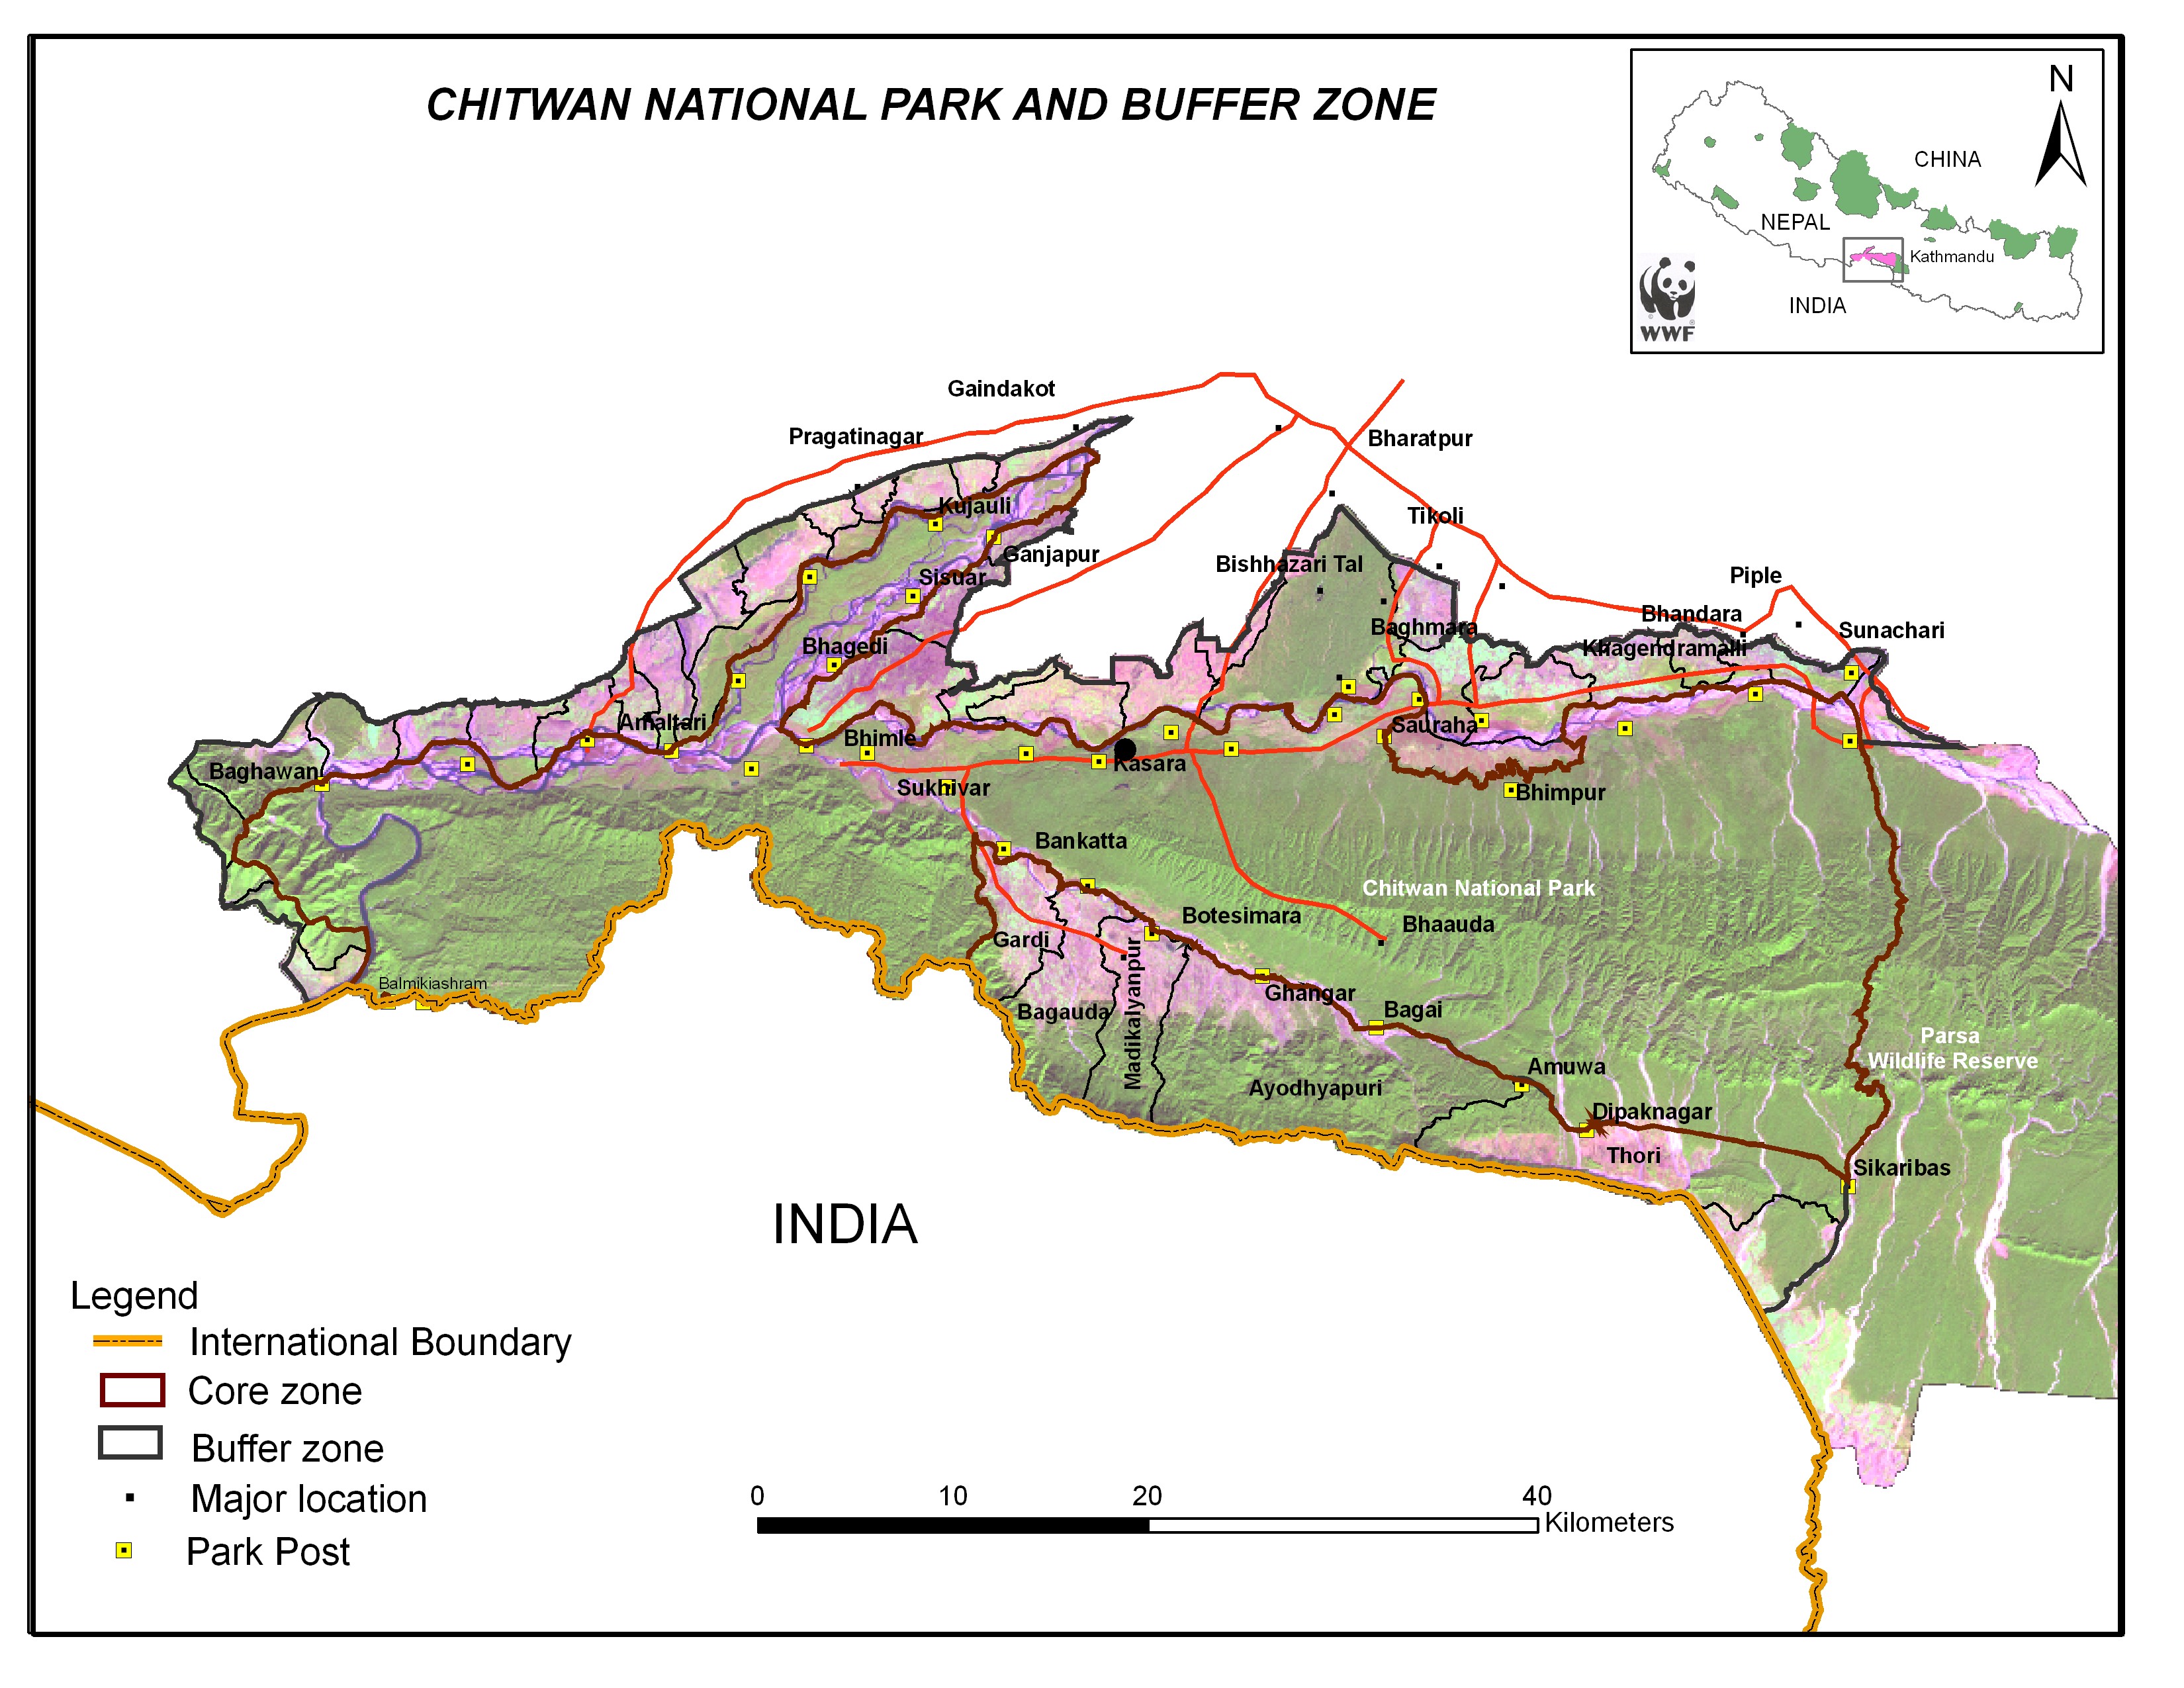 CHITWAN NATIONAL PARK AND BUFFER ZONE
N
CHINA
NEPAL
Kathmandu
INDIA
WWF
Gaindakot
Pragatinagar
Bharatpur
Kujauli
Tikoli
Ganjapur
Bishhazari Tal
Sisuar
Piple
Bhandara
Baghmara
Sunachari
Bhagedi
Khagendramalli
Amaltari
Sauraha
Bhimle
Baghawan
Kasara
Sukhivar
Bhimpur
Bankatta
Chitwan National Park
Botesimara
Bhaauda
Gardi
Madikalyanpur
Balmikiashram
Ghangar
Bagauda
Bagai
Parsa
Wildlife Reserve
Amuwa
Ayodhyapuri
Dipaknagar
Thori
Sikaribas
INDIA
Legend
International Boundary
Core zone
Buffer zone
Major location
Park Post
0 10 20 40
Kilometers